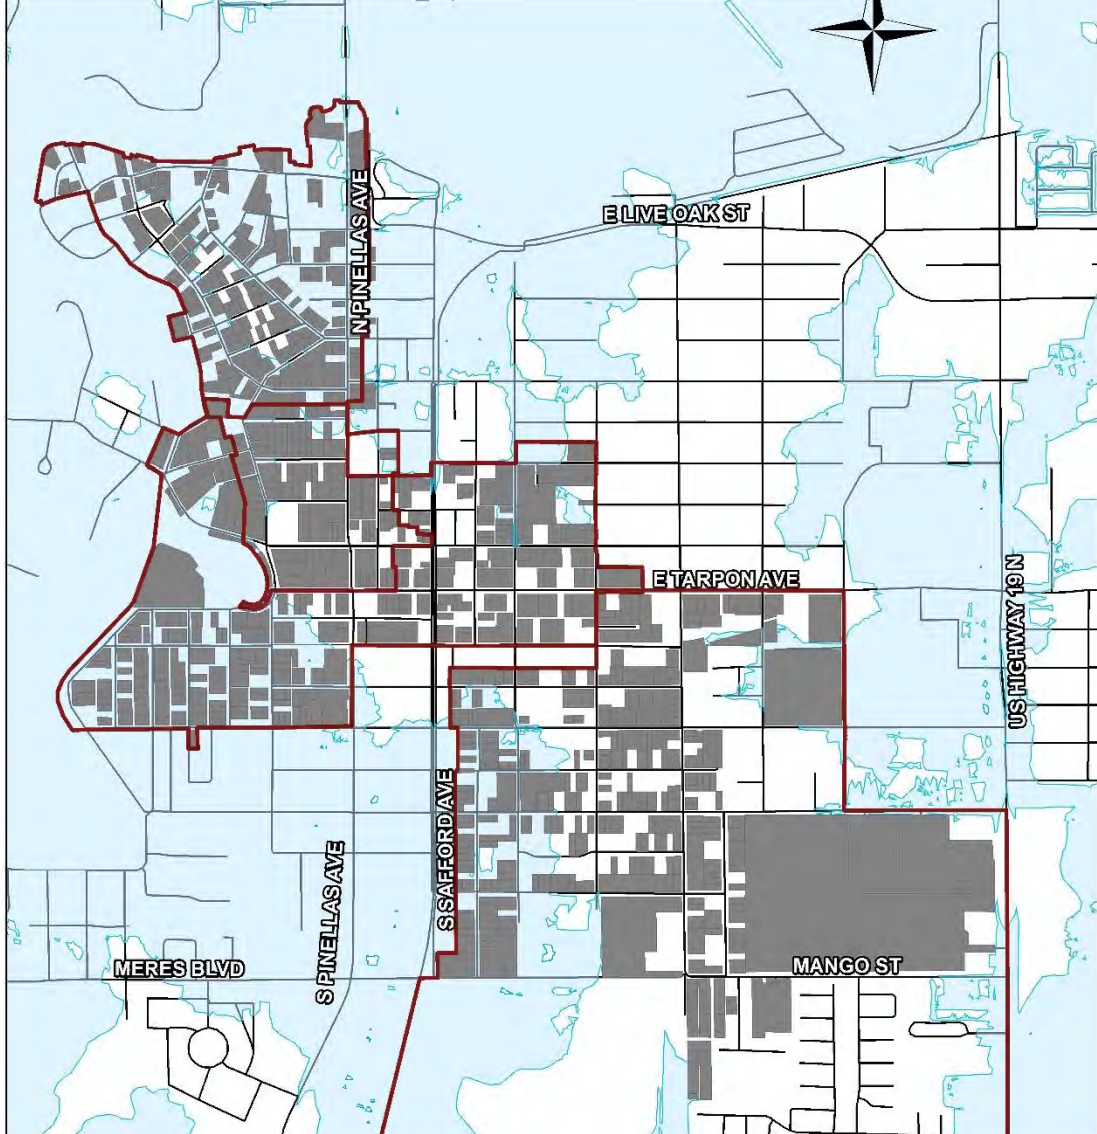 N PINELLAS AVE
E LIVE OAK ST
E TARPON AVE
US HIGHWAY 19 N
S SAFFORD AVE
S PINELLAS AVE
MERES BLVD
MANGO ST